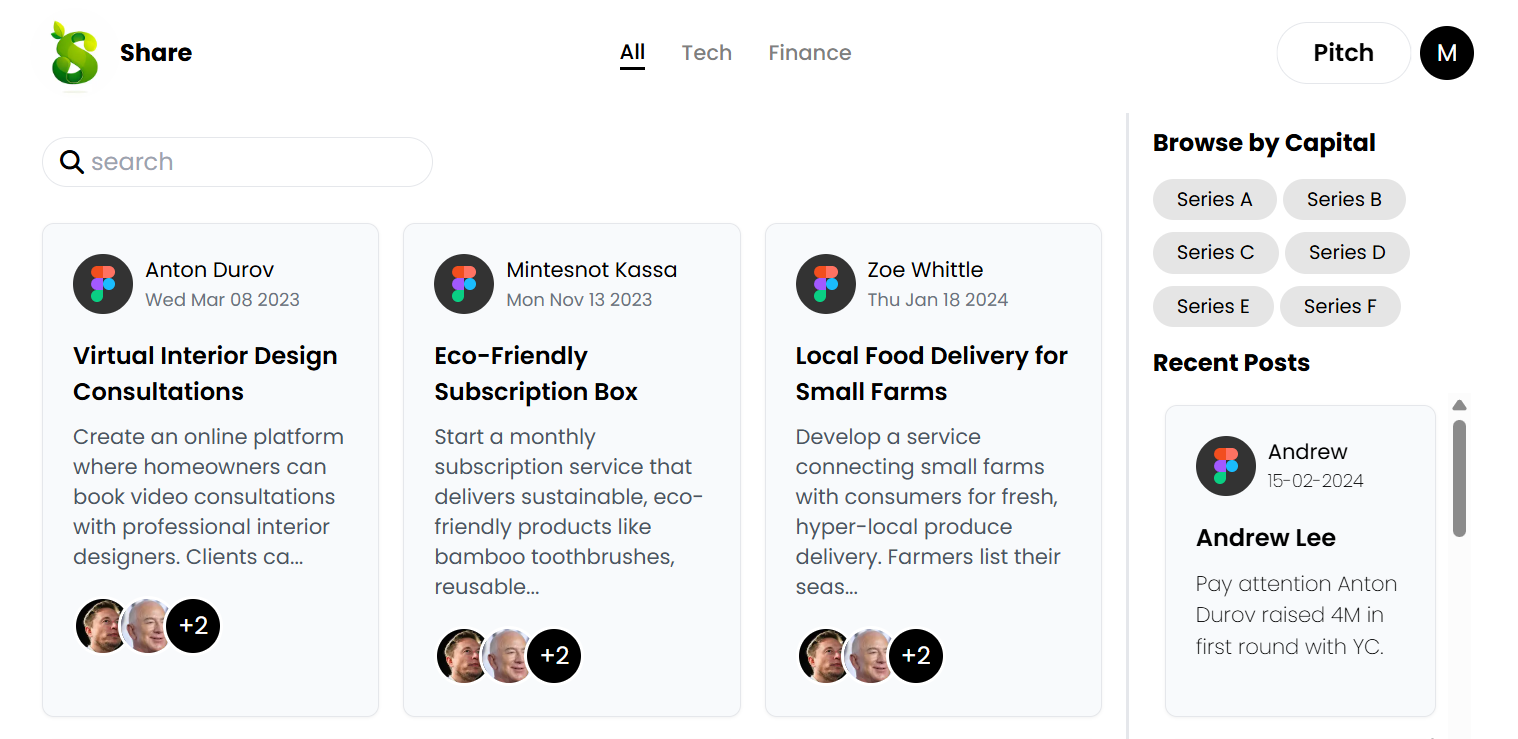 Share
All Tech Finance
Pitch
M
search
Anton Durov
Wed Mar 08 2023
Virtual Interior Design
Consultations
Create an online platform
where homeowners can
book video consultations
with professional interior
designers. Clients ca...
+2
Mintesnot Kassa
Mon Nov 13 2023
Eco-Friendly
Subscription Box
Start a monthly
subscription service that
delivers sustainable, eco-
friendly products like
bamboo toothbrushes,
reusable...
+2
Zoe Whittle
Thu Jan 18 2024
Local Food Delivery for
Small Farms
Develop a service
connecting small farms
with consumers for fresh,
hyper-local produce
delivery. Farmers list their
seas...
+2
Browse by Capital
Series A Series B
Series C Series D
Series E Series F
Recent Posts
Andrew
15-02-2024
Andrew Lee
Pay attention Anton
Durov raised 4M in
first round with YC.